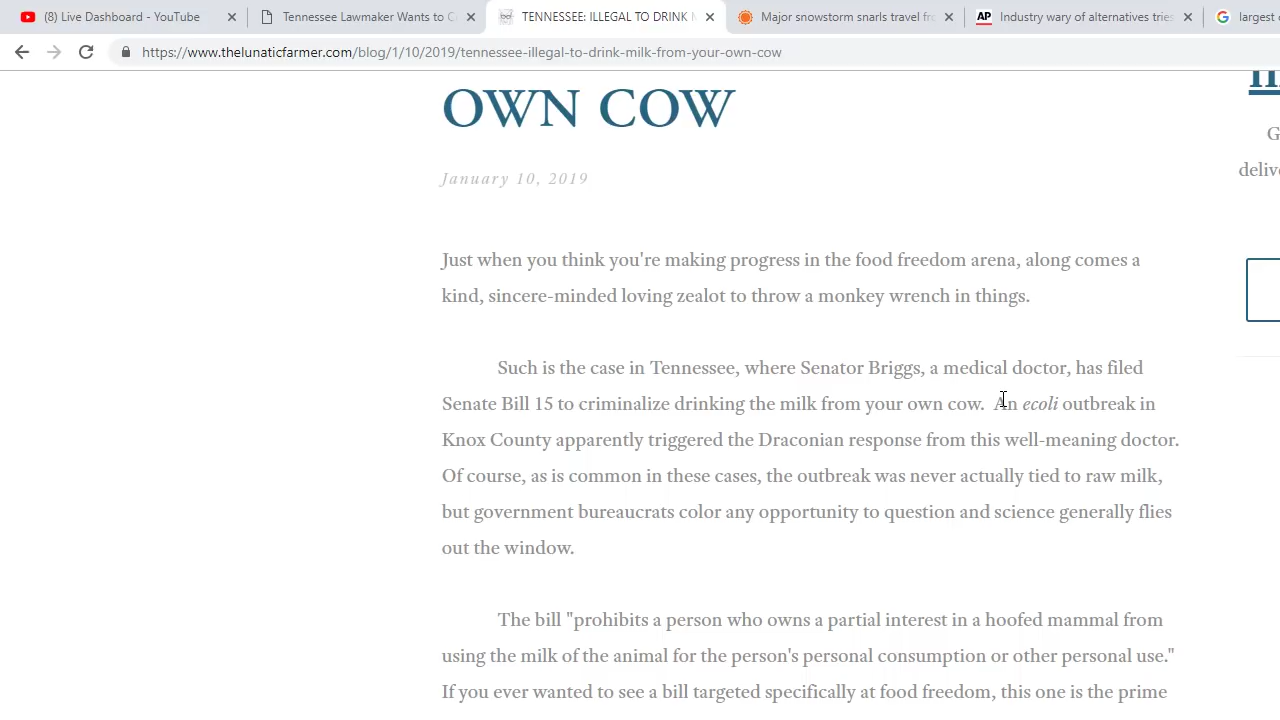 (8) Live Dashboard - YouTube
Tennessee Lawmaker Wants to C
TENNESSEE: ILLEGAL TO DRINK M
Major snowstorm snarls travel fr
AP Industry wary of alternatives tries
G largest
https://www.thelunaticfarmer.com/blog/1/10/2019/tennessee-illegal-to-drink-milk-from-your-own-cow
OWN COW
January 10, 2019
G
delive
Just when you think you're making progress in the food freedom arena, along comes a
kind, sincere-minded loving zealot to throw a monkey wrench in things.
Such is the case in Tennessee, where Senator Briggs, a medical doctor, has filed
Senate Bill 15 to criminalize drinking the milk from your own cow. An ecoli outbreak in
Knox County apparently triggered the Draconian response from this well-meaning doctor.
Of course, as is common in these cases, the outbreak was never actually tied to raw milk,
but government bureaucrats color any opportunity to question and science generally flies
out the window.
The bill "prohibits a person who owns a partial interest in a hoofed mammal from
using the milk of the animal for the person's personal consumption or other personal use."
If you ever wanted to see a bill targeted specifically at food freedom, this one is the prime